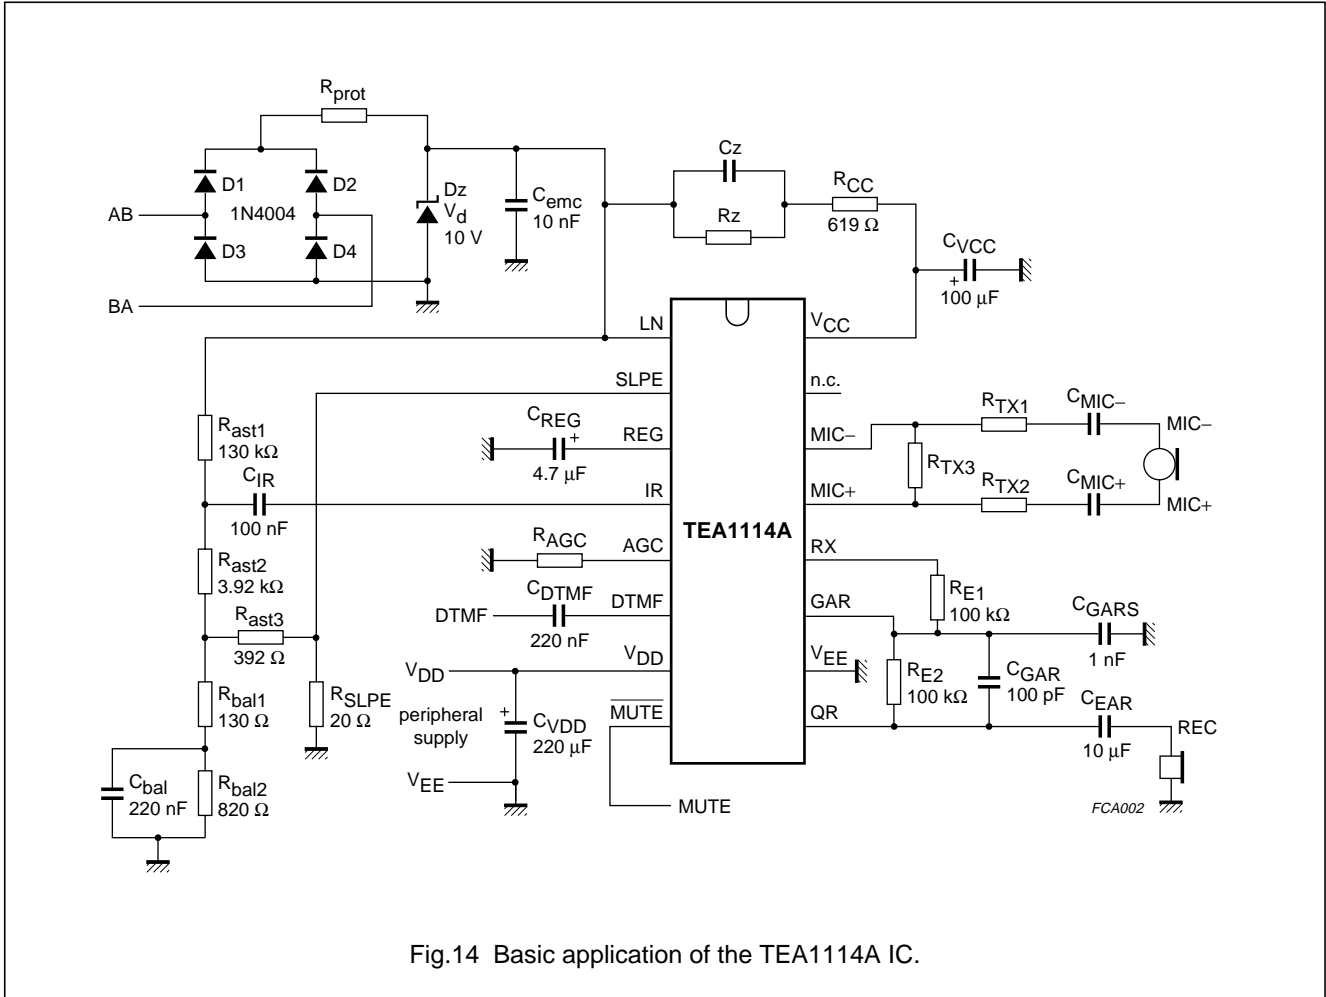 Rprot
D1
D2
AB
1N4004
D3
D4
BA
Dz
Vd
10 V
Cemc
10 nF
Cz
Rz
RCC
619 Ω
CVCC
+
100 µF
LN
VCC
SLPE
n.c.
CREG
+
REG
4.7 µF
MIC−
RTX1
CMIC−
MIC−
RTX3
Rast1
130 kΩ
CIR
IR
100 nF
MIC+
RTX2
CMIC+
MIC+
TEA1114A
RAGC
AGC
RX
Rast2
3.92 kΩ
CDTMF
DTMF
DTMF
220 nF
RE1
100 kΩ
GAR
CGARS
1 nF
Rast3
392 Ω
VDD
VDD
VEE
RE2
100 kΩ
CGAR
100 pF
Rbal1
130 Ω
RSLPE
20 Ω
peripheral
supply
+
CVDD
220 µF
MUTE
QR
CEAR
10 µF
REC
Cbal
220 nF
Rbal2
820 Ω
VEE
MUTE
FCA002
Fig.14 Basic application of the TEA1114A IC.